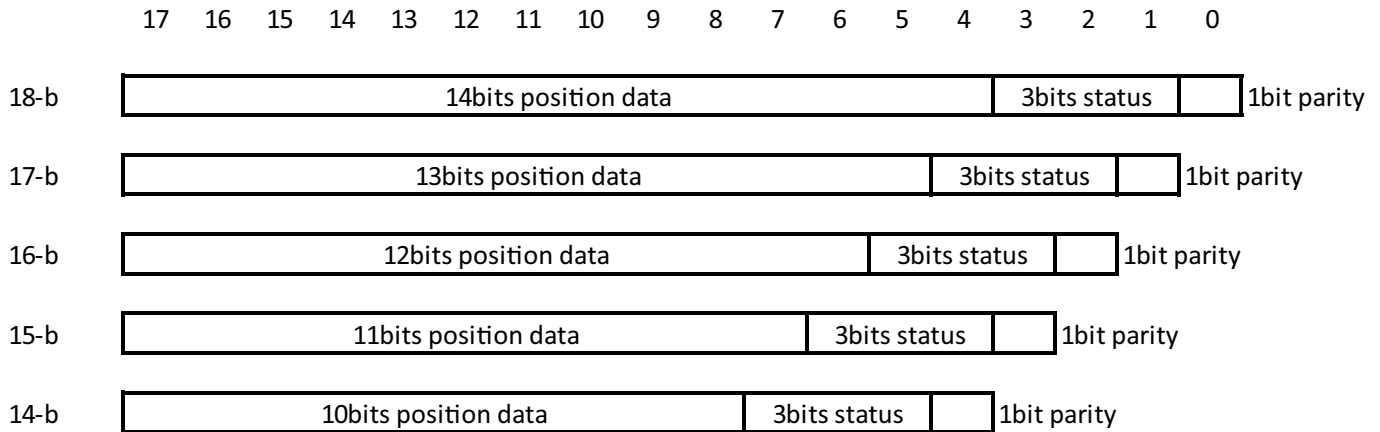 17 16 15 14 13 12 11 10 9 8 7 6 5 4 3 2 1 0
18-b 14bits position data 3bits status 1bit parity
17-b 13bits position data 3bits status 1bit parity
16-b 12bits position data 3bits status 1bit parity
15-b 11bits position data 3bits status 1bit parity
14-b 10bits position data 3bits status 1bit parity